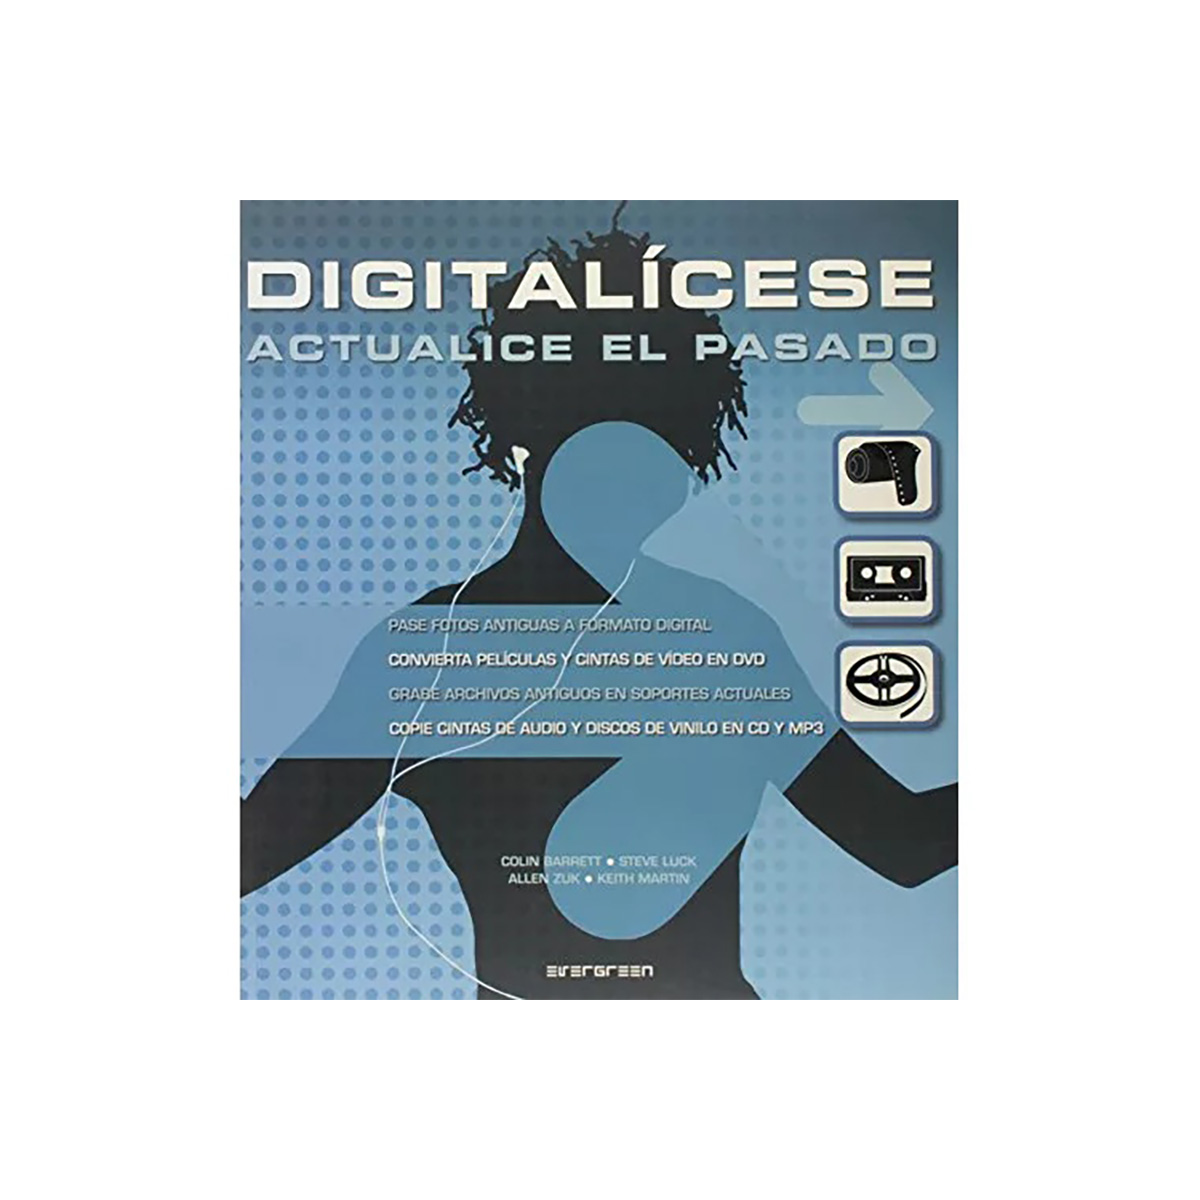 DIGITALÍCESE
ACTUALICE EL PASADO
PASE FOTOS ANTIGUAS A FORMATO DIGITAL
CONVIERTA PELÍCULAS Y CINTAS DE VÍDEO EN DVD
GRABE ARCHIVOS ANTIGUOS EN SOPORTES ACTUALES
COPIE CINTAS DE AUDIO Y DISCOS DE VINILO EN CD Y MP3
COLIN BARRETT ● STEVE LUCK
ALLEN ZUK ● KEITH MARTIN
EVERGREEN